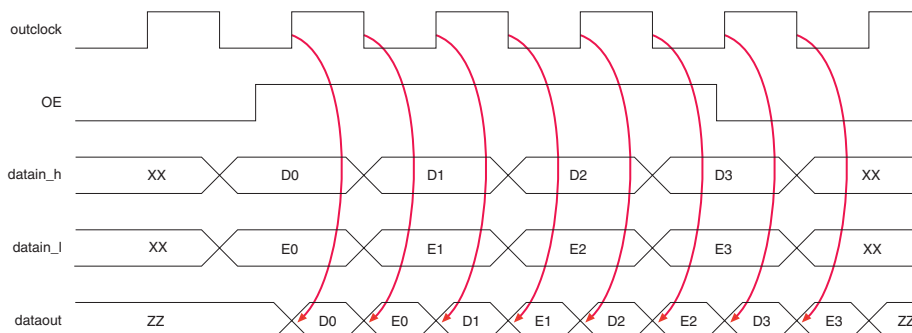 outclock
OE
datain_h XX D0 D1 D2 D3 XX
datain_l XX E0 E1 E2 E3 XX
dataout ZZ D0 E0 D1 E1 D2 E2 D3 E3 ZZ